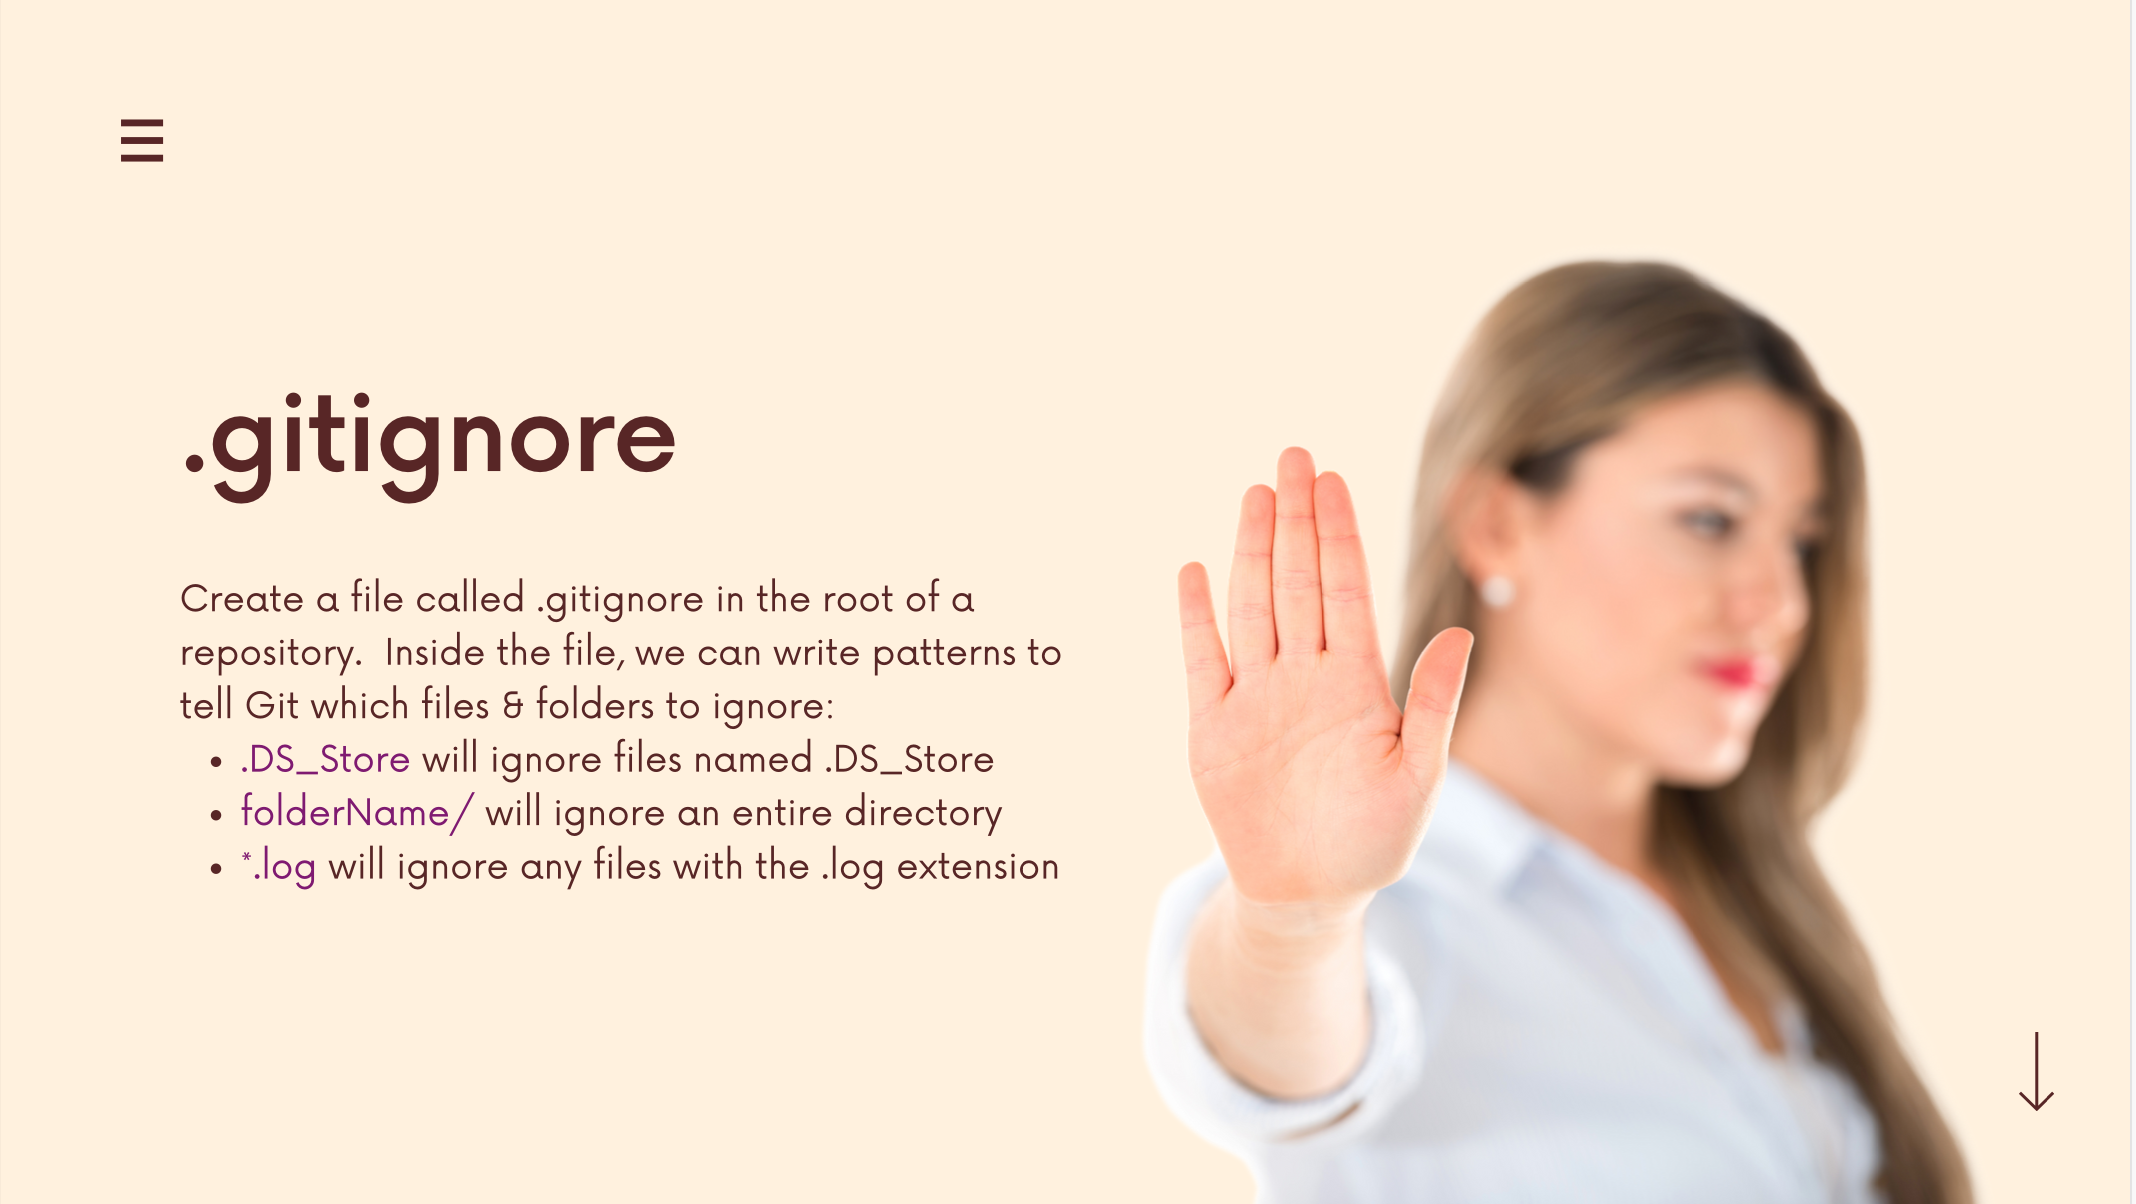 .gitignore
Create a file called .gitignore in the root of a
repository.  Inside the file, we can write patterns to
tell Git which files & folders to ignore:
• .DS_Store will ignore files named .DS_Store
• folderName/ will ignore an entire directory
• *.log will ignore any files with the .log extension